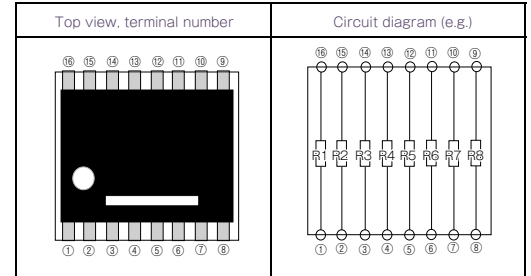 Top view, terminal number
Circuit diagram (e.g.)
⑯ ⑮ ⑭ ⑬ ⑫ ⑪ ⑩ ⑨
① ② ③ ④ ⑤ ⑥ ⑦ ⑧
⑯ ⑮ ⑭ ⑬ ⑫ ⑪ ⑩ ⑨
R1 R2 R3 R4 R5 R6 R7 R8
① ② ③ ④ ⑤ ⑥ ⑦ ⑧